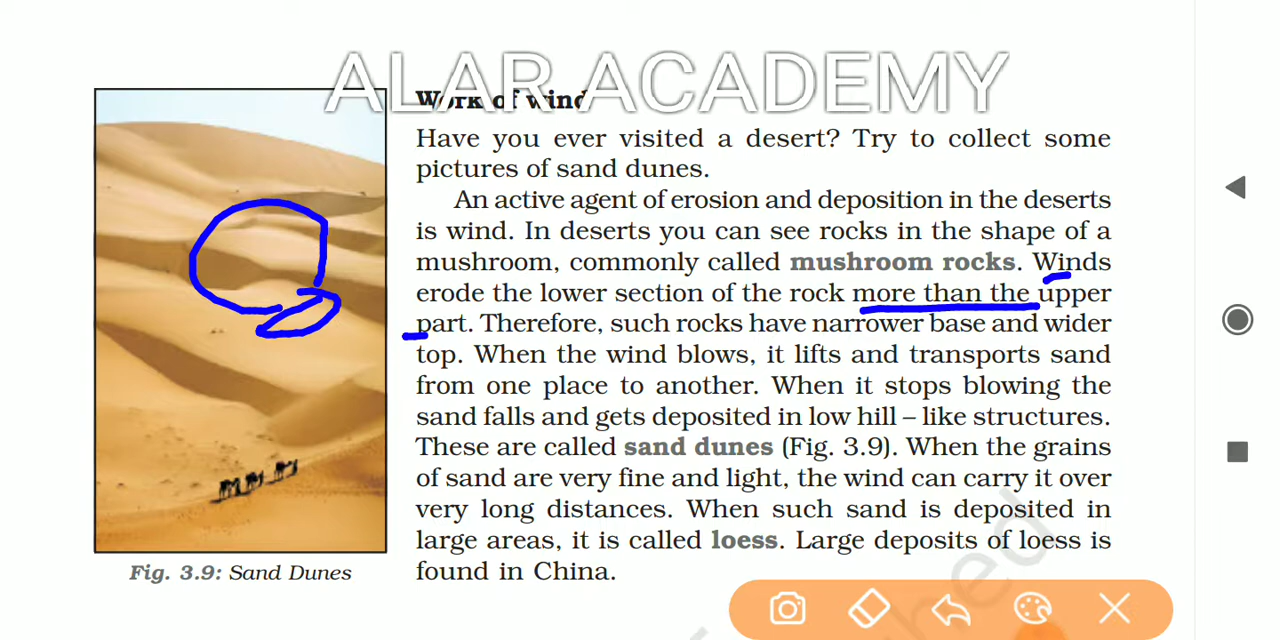 ALAR ACADEMY
Work of wind
Have you ever visited a desert? Try to collect some
pictures of sand dunes.
An active agent of erosion and deposition in the deserts
is wind. In deserts you can see rocks in the shape of a
mushroom, commonly called mushroom rocks. Winds
erode the lower section of the rock more than the upper
part. Therefore, such rocks have narrower base and wider
top. When the wind blows, it lifts and transports sand
from one place to another. When it stops blowing the
sand falls and gets deposited in low hill – like structures.
These are called sand dunes (Fig. 3.9). When the grains
of sand are very fine and light, the wind can carry it over
very long distances. When such sand is deposited in
large areas, it is called loess. Large deposits of loess is
found in China.
Fig. 3.9: Sand Dunes